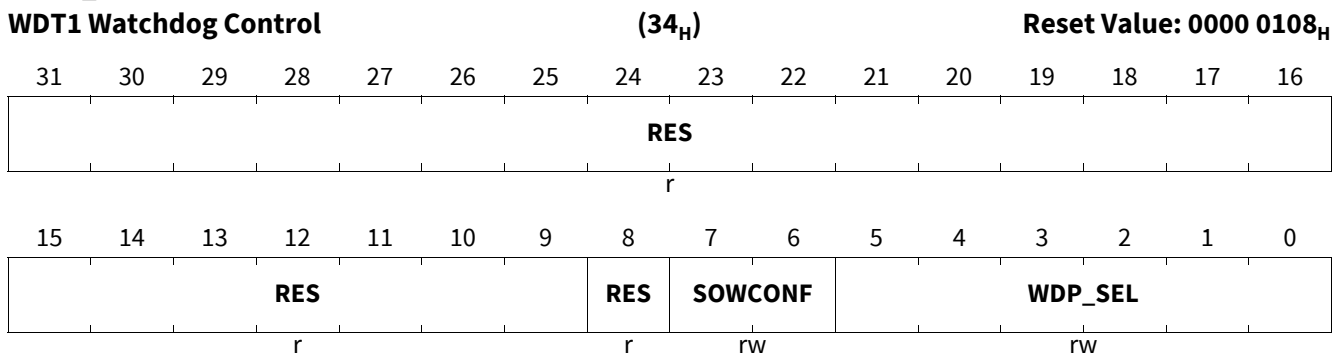 WDT1 Watchdog Control (34H) Reset Value: 0000 0108H
31 30 29 28 27 26 25 24 23 22 21 20 19 18 17 16
RES
r
15 14 13 12 11 10 9 8 7 6 5 4 3 2 1 0
RES RES SOWCONF WDP_SEL
r r rw rw